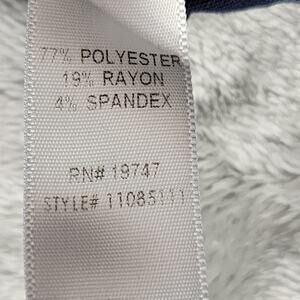 77% POLYESTER
19% RAYON
4% SPANDEX
RN# 19747
STYLE# 11085111